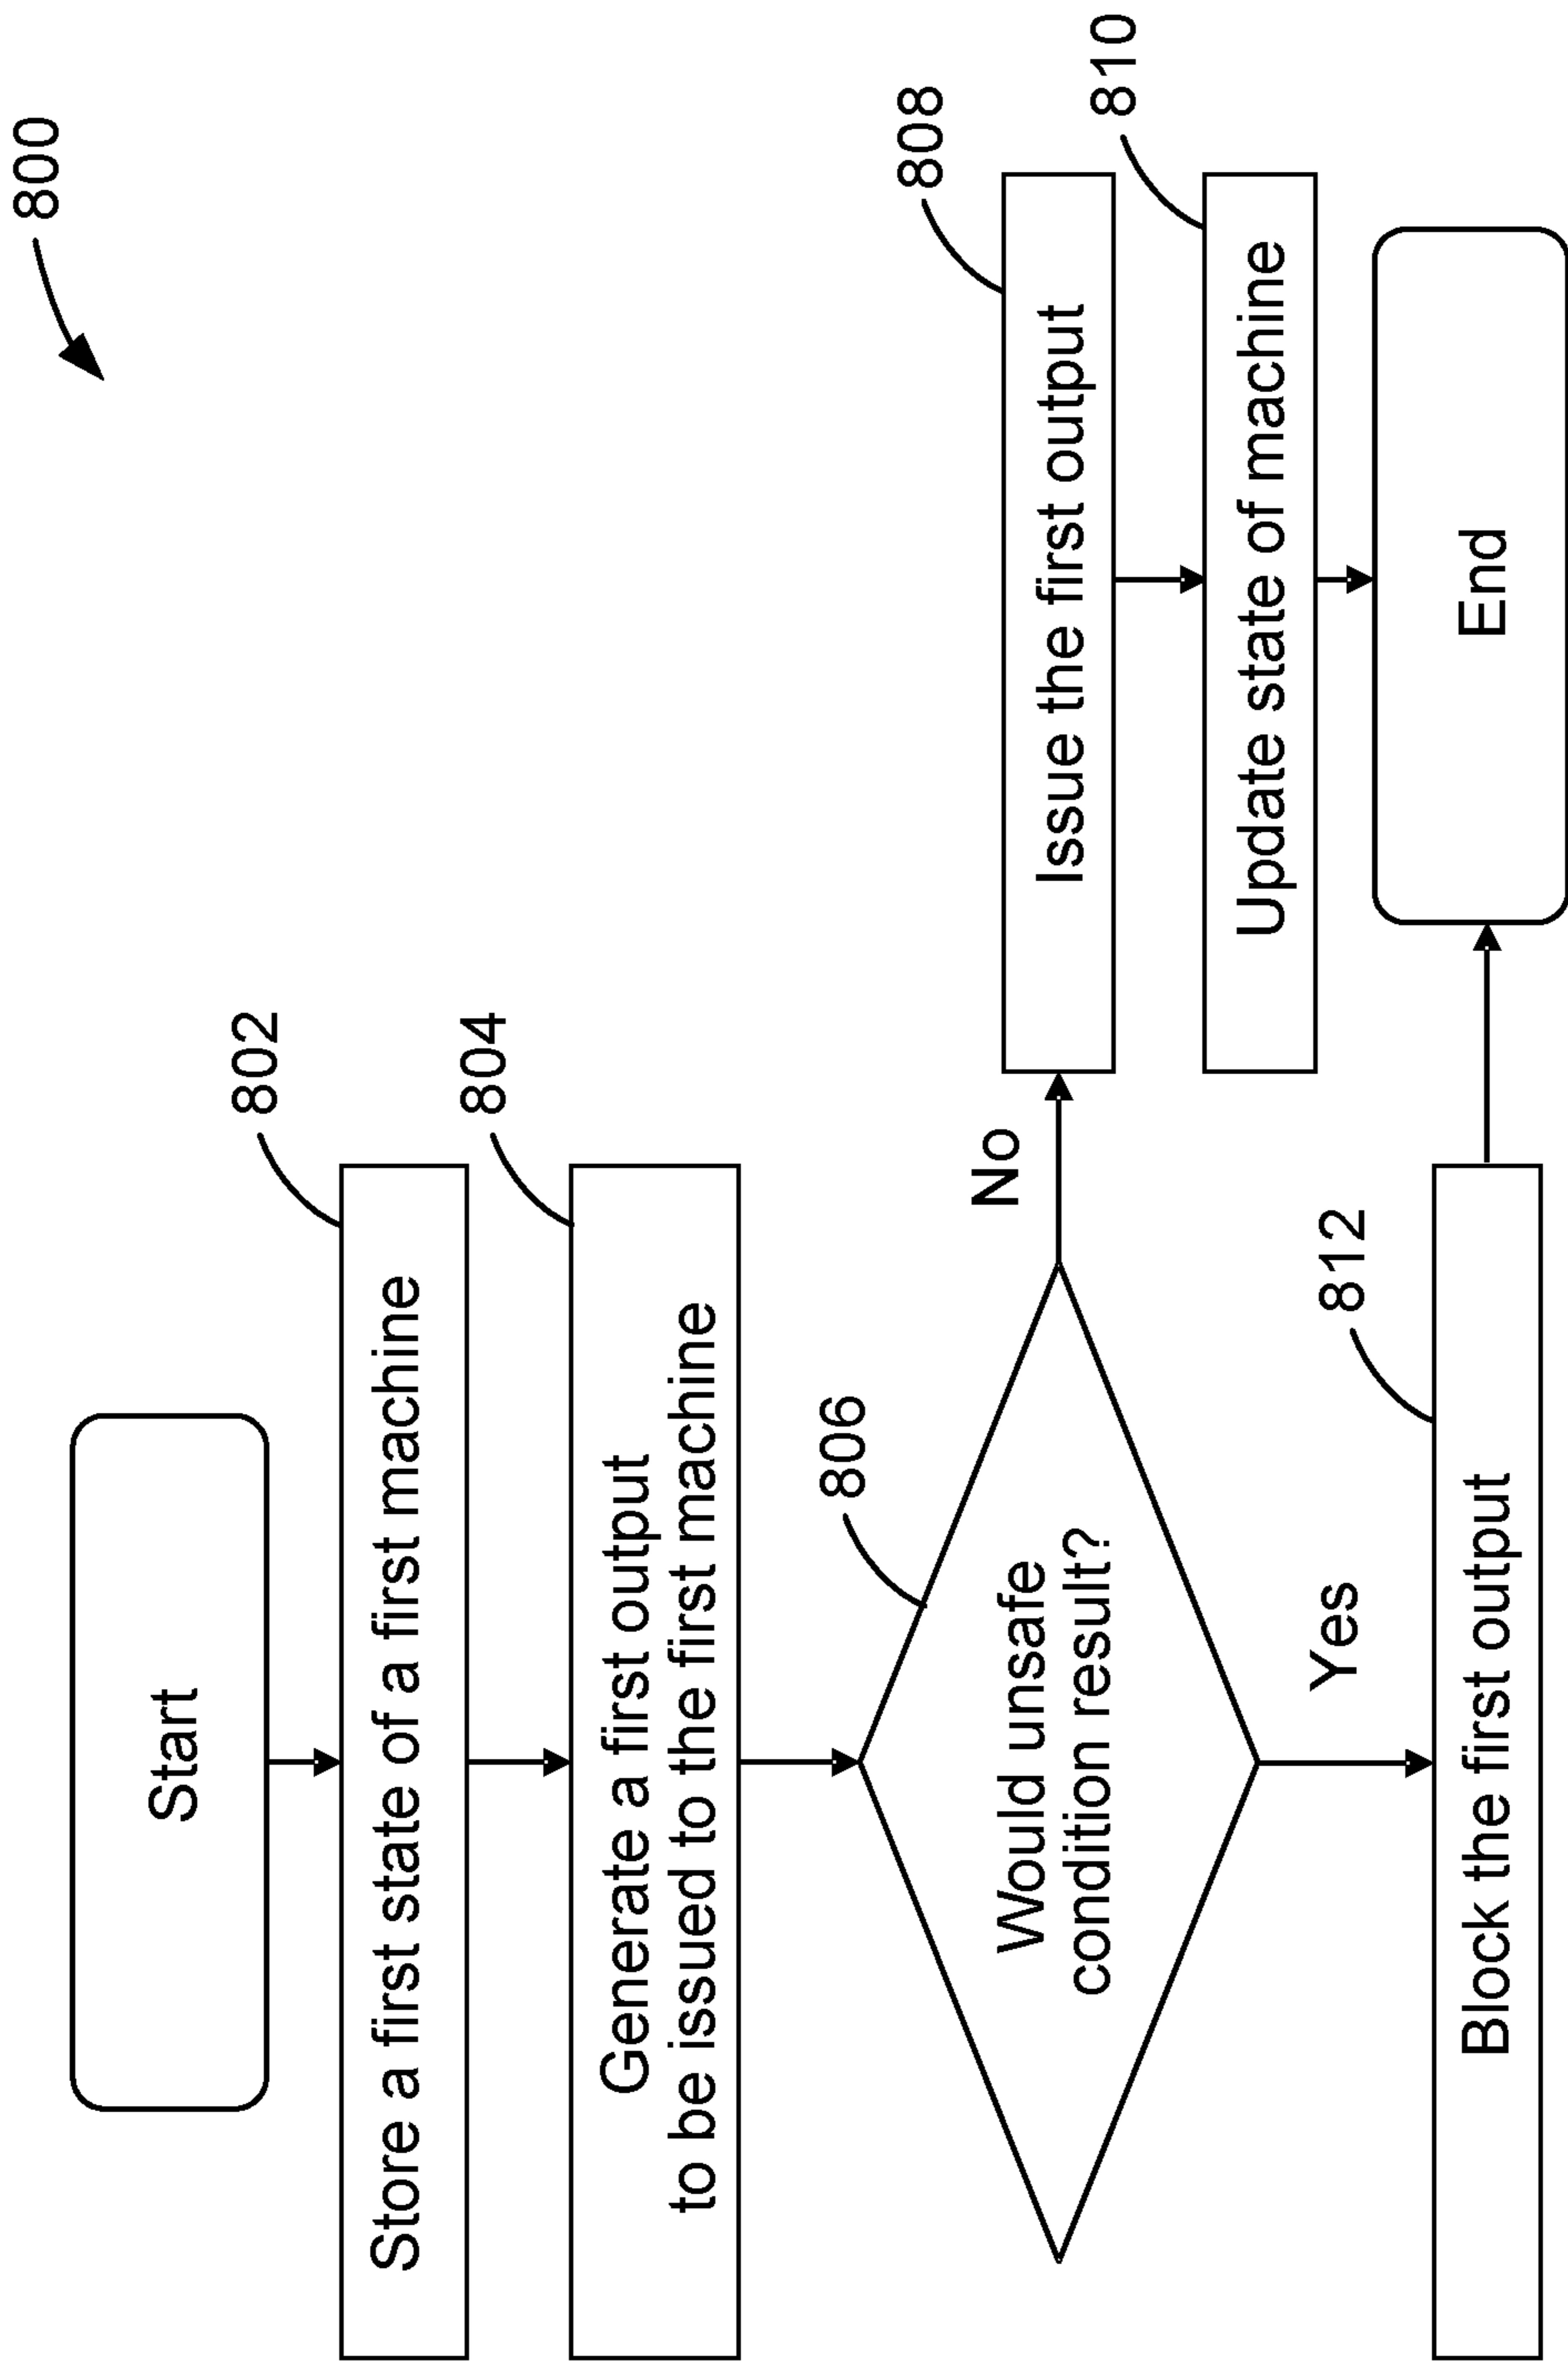 800
Start
802
Store a first state of a first machine
804
Generate a first output
to be issued to the first machine
806
Would unsafe
condition result?
No
808
Issue the first output
810
Update state of machine
Yes
812
Block the first output
End